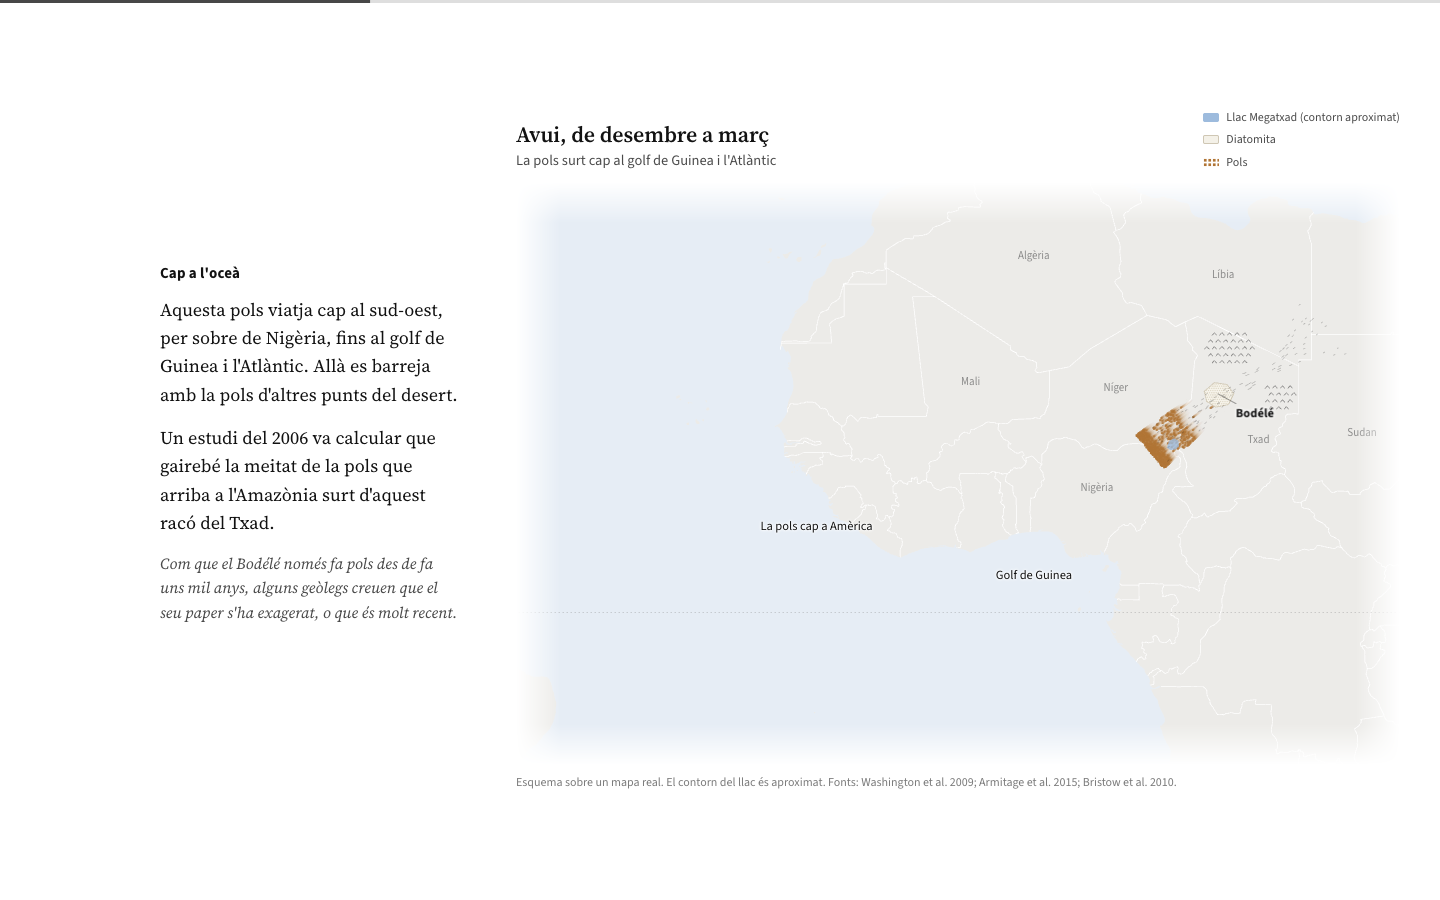 Avui, de desembre a març
La pols surt cap al golf de Guinea i l'Atlàntic
Llac Megatxad (contorn aproximat)
Diatomita
Pols
Cap a l'oceà
Aquesta pols viatja cap al sud-oest,
per sobre de Nigèria, fins al golf de
Guinea i l'Atlàntic. Allà es barreja
amb la pols d'altres punts del desert.
Un estudi del 2006 va calcular que
gairebé la meitat de la pols que
arriba a l'Amazònia surt d'aquest
racó del Txad.
Com que el Bodélé només fa pols des de fa
uns mil anys, alguns geòlegs creuen que el
seu paper s'ha exagerat, o que és molt recent.
Algèria
Líbia
Mali
Níger
Bodélé
Txad
Sudan
Nigèria
La pols cap a Amèrica
Golf de Guinea
Esquema sobre un mapa real. El contorn del llac és aproximat. Fonts: Washington et al. 2009; Armitage et al. 2015; Bristow et al. 2010.